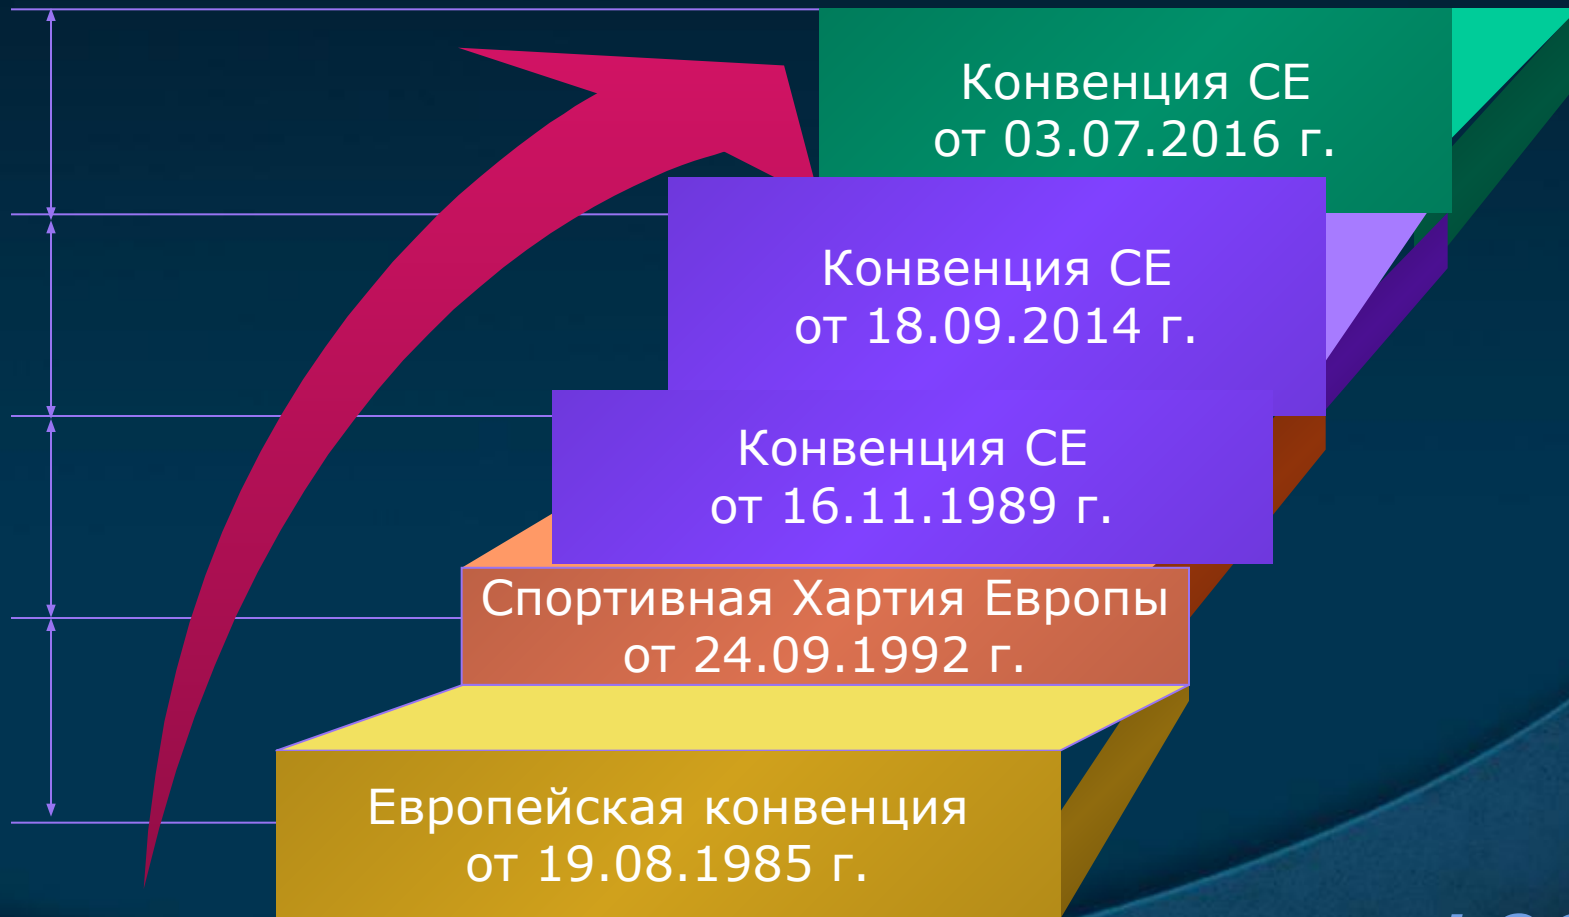 Конвенция СЕ
от 03.07.2016 г.
Конвенция СЕ
от 18.09.2014 г.
Конвенция СЕ
от 16.11.1989 г.
Спортивная Хартия Европы
от 24.09.1992 г.
Европейская конвенция
от 19.08.1985 г.